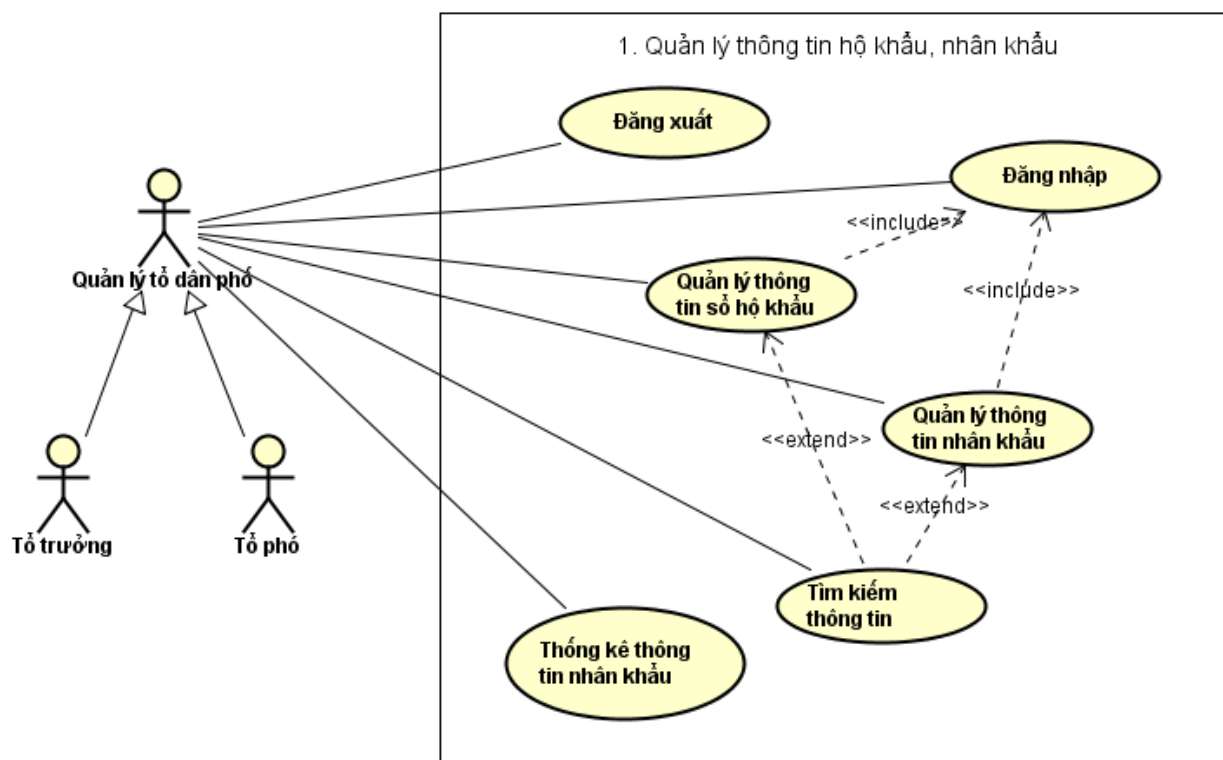 1. Quản lý thông tin hộ khẩu, nhân khẩu
Đăng xuất
Đăng nhập
<<include>>
Quản lý tổ dân phố
Quản lý thông
tin sổ hộ khẩu
<<include>>
Quản lý thông
tin nhân khẩu
<<extend>>
<<extend>>
Tổ trưởng
Tổ phó
Tìm kiếm
thông tin
Thống kê thông
tin nhân khẩu